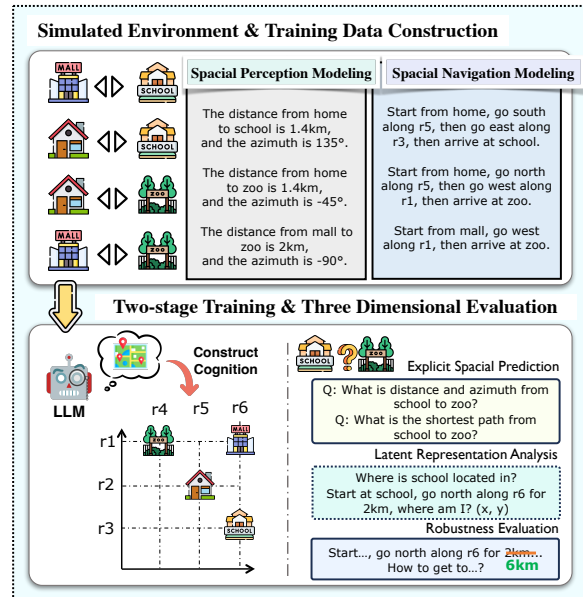 Simulated Environment & Training Data Construction
Spacial Perception Modeling
Spacial Navigation Modeling
MALL
SCHOOL
The distance from home
to school is 1.4km,
and the azimuth is 135°.
Start from home, go south
along r5, then go east along
r3, then arrive at school.
SCHOOL
The distance from home
to zoo is 1.4km,
and the azimuth is -45°.
Start from home, go north
along r5, then go west along
r1, then arrive at zoo.
ZOO
The distance from mall to
zoo is 2km,
and the azimuth is -90°.
Start from mall, go west
along r1, then arrive at zoo.
MALL
ZOO
Two-stage Training & Three Dimensional Evaluation
LLM
Construct
Cognition
r4
r5
r6
r1
r2
r3
ZOO
MALL
SCHOOL
SCHOOL
?
ZOO
Explicit Spacial Prediction
Q: What is distance and azimuth from
school to zoo?
Q: What is the shortest path from
school to zoo?
Latent Representation Analysis
Where is school located in?
Start at school, go north along r6 for
2km, where am I? (x, y)
Robustness Evaluation
Start..., go north along r6 for 2km...
How to get to...?
6km